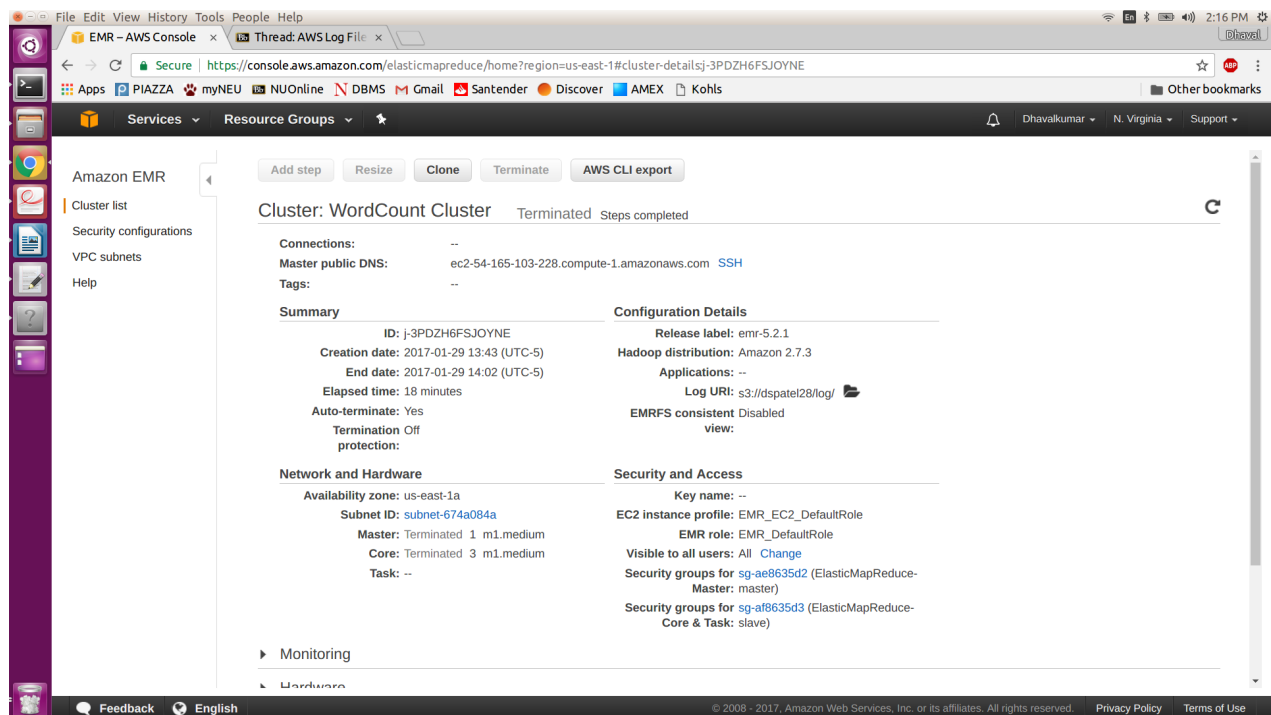 File Edit View History Tools People Help
En 2:16 PM
EMR – AWS Console × Thread: AWS Log File ×
Dhaval
Secure https://console.aws.amazon.com/elasticmapreduce/home?region=us-east-1#cluster-details:j-3PDZH6FSJOYNE
ABP
Apps PIAZZA myNEU NUOnline DBMS Gmail Santender Discover AMEX Kohls Other bookmarks
Services Resource Groups Dhavalkumar N. Virginia Support
Amazon EMR
Cluster list
Security configurations
VPC subnets
Help
Add step Resize Clone Terminate AWS CLI export
Cluster: WordCount Cluster Terminated Steps completed
Connections: --
Master public DNS: ec2-54-165-103-228.compute-1.amazonaws.com SSH
Tags: --
Summary
ID: j-3PDZH6FSJOYNE
Creation date: 2017-01-29 13:43 (UTC-5)
End date: 2017-01-29 14:02 (UTC-5)
Elapsed time: 18 minutes
Auto-terminate: Yes
Termination Off
protection:
Configuration Details
Release label: emr-5.2.1
Hadoop distribution: Amazon 2.7.3
Applications: --
Log URI: s3://dspatel28/log/
EMRFS consistent Disabled
view:
Network and Hardware
Availability zone: us-east-1a
Subnet ID: subnet-674a084a
Master: Terminated 1 m1.medium
Core: Terminated 3 m1.medium
Task: --
Security and Access
Key name: --
EC2 instance profile: EMR_EC2_DefaultRole
EMR role: EMR_DefaultRole
Visible to all users: All Change
Security groups for sg-ae8635d2 (ElasticMapReduce-
Master: master)
Security groups for sg-af8635d3 (ElasticMapReduce-
Core & Task: slave)
Monitoring
Hardware
Feedback English
© 2008 - 2017, Amazon Web Services, Inc. or its affiliates. All rights reserved. Privacy Policy Terms of Use